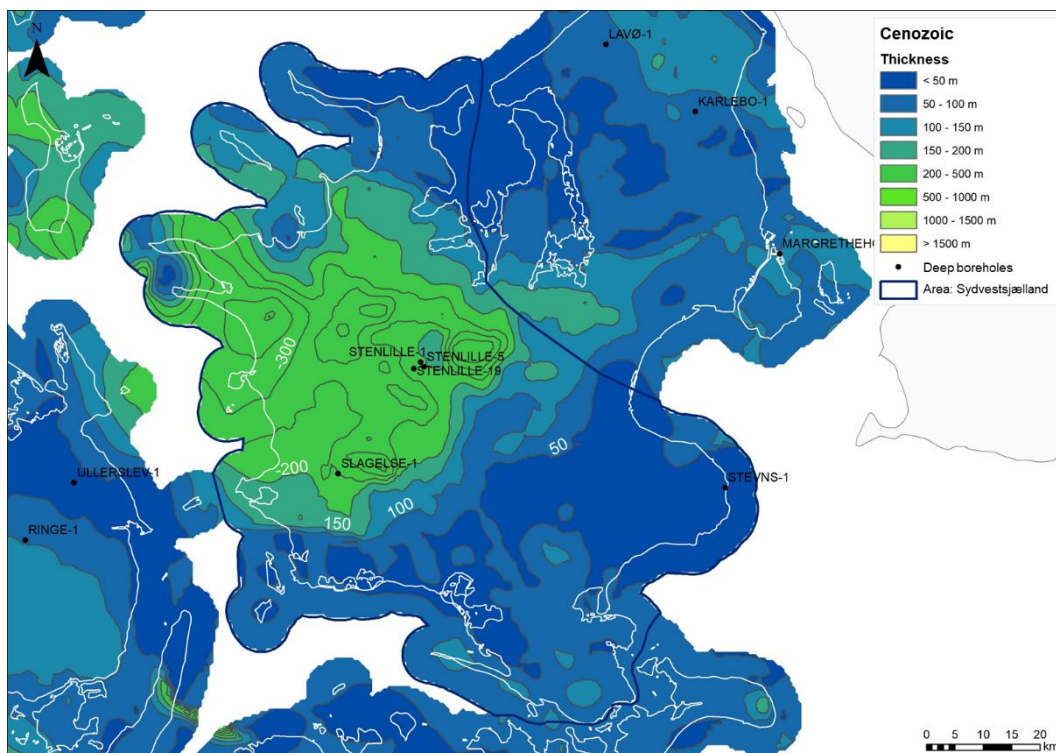 N
LAVØ-1
KARLEBO-1
MARGRETHEHO
STENLILLE-1
STENLILLE-5
STENLILLE-19
-300
SLAGELSE-1
-200
150
100
50
ULLERSLEV-1
RINGE-1
STEVNS-1
Cenozoic
Thickness
< 50 m
50 - 100 m
100 - 150 m
150 - 200 m
200 - 500 m
500 - 1000 m
1000 - 1500 m
> 1500 m
Deep boreholes
Area: Sydvestsjælland
0 5 10 15 20
km